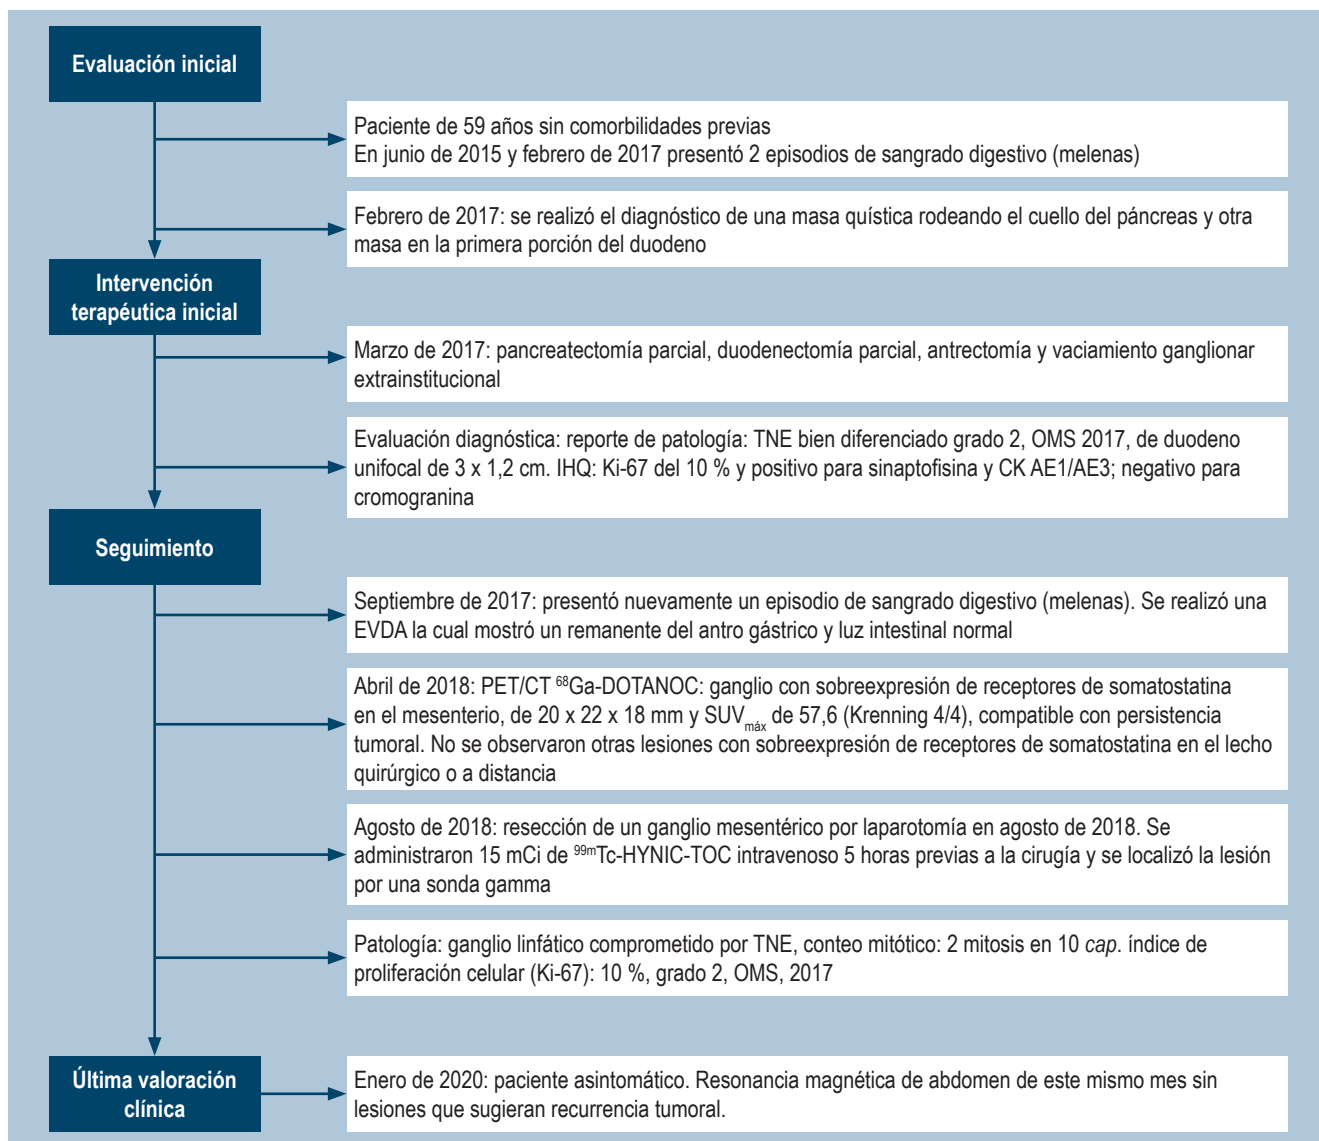 Evaluación inicial
Paciente de 59 años sin comorbilidades previas
En junio de 2015 y febrero de 2017 presentó 2 episodios de sangrado digestivo (melenas)
Febrero de 2017: se realizó el diagnóstico de una masa quística rodeando el cuello del páncreas y otra
masa en la primera porción del duodeno
Intervención
terapéutica inicial
Marzo de 2017: pancreatectomía parcial, duodenectomía parcial, antrectomía y vaciamiento ganglionar
extrainstitucional
Evaluación diagnóstica: reporte de patología: TNE bien diferenciado grado 2, OMS 2017, de duodeno
unifocal de 3 x 1,2 cm. IHQ: Ki-67 del 10 % y positivo para sinaptofisina y CK AE1/AE3; negativo para
cromogranina
Seguimiento
Septiembre de 2017: presentó nuevamente un episodio de sangrado digestivo (melenas). Se realizó una
EVDA la cual mostró un remanente del antro gástrico y luz intestinal normal
Abril de 2018: PET/CT ⁶⁸Ga-DOTANOC: ganglio con sobreexpresión de receptores de somatostatina
en el mesenterio, de 20 x 22 x 18 mm y SUVmáx de 57,6 (Krenning 4/4), compatible con persistencia
tumoral. No se observaron otras lesiones con sobreexpresión de receptores de somatostatina en el lecho
quirúrgico o a distancia
Agosto de 2018: resección de un ganglio mesentérico por laparotomía en agosto de 2018. Se
administraron 15 mCi de ⁹⁹ᵐTc-HYNIC-TOC intravenoso 5 horas previas a la cirugía y se localizó la lesión
por una sonda gamma
Patología: ganglio linfático comprometido por TNE, conteo mitótico: 2 mitosis en 10 cap. índice de
proliferación celular (Ki-67): 10 %, grado 2, OMS, 2017
Última valoración
clínica
Enero de 2020: paciente asintomático. Resonancia magnética de abdomen de este mismo mes sin
lesiones que sugieran recurrencia tumoral.